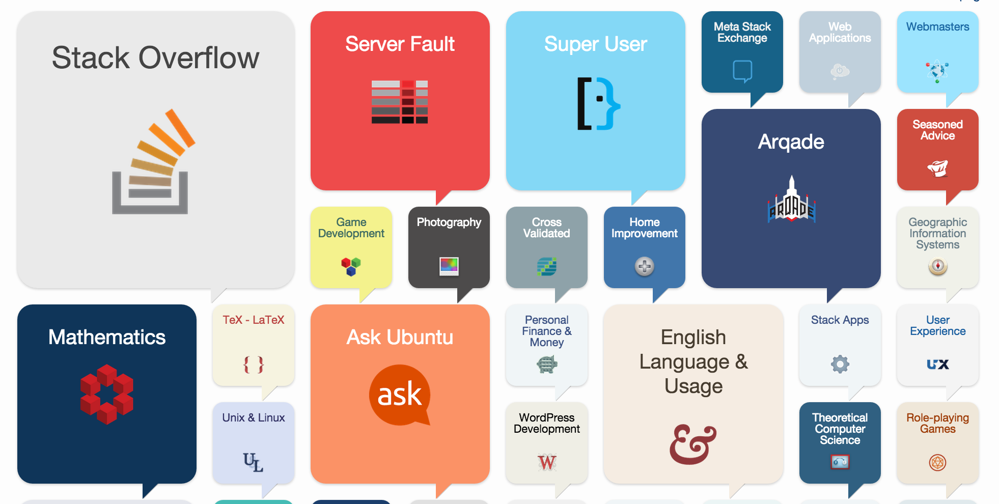 Stack Overflow
Server Fault
Super User
Meta Stack
Exchange
Web
Applications
Webmasters
Arqade
ARQADE
Seasoned
Advice
Game
Development
Photography
Cross
Validated
Home
Improvement
Geographic
Information
Systems
Mathematics
TeX - LaTeX
{ }
Ask Ubuntu
ask
Personal
Finance &
Money
English
Language &
Usage
&
Stack Apps
User
Experience
UX
Unix & Linux
UL
WordPress
Development
W
Theoretical
Computer
Science
Role-playing
Games